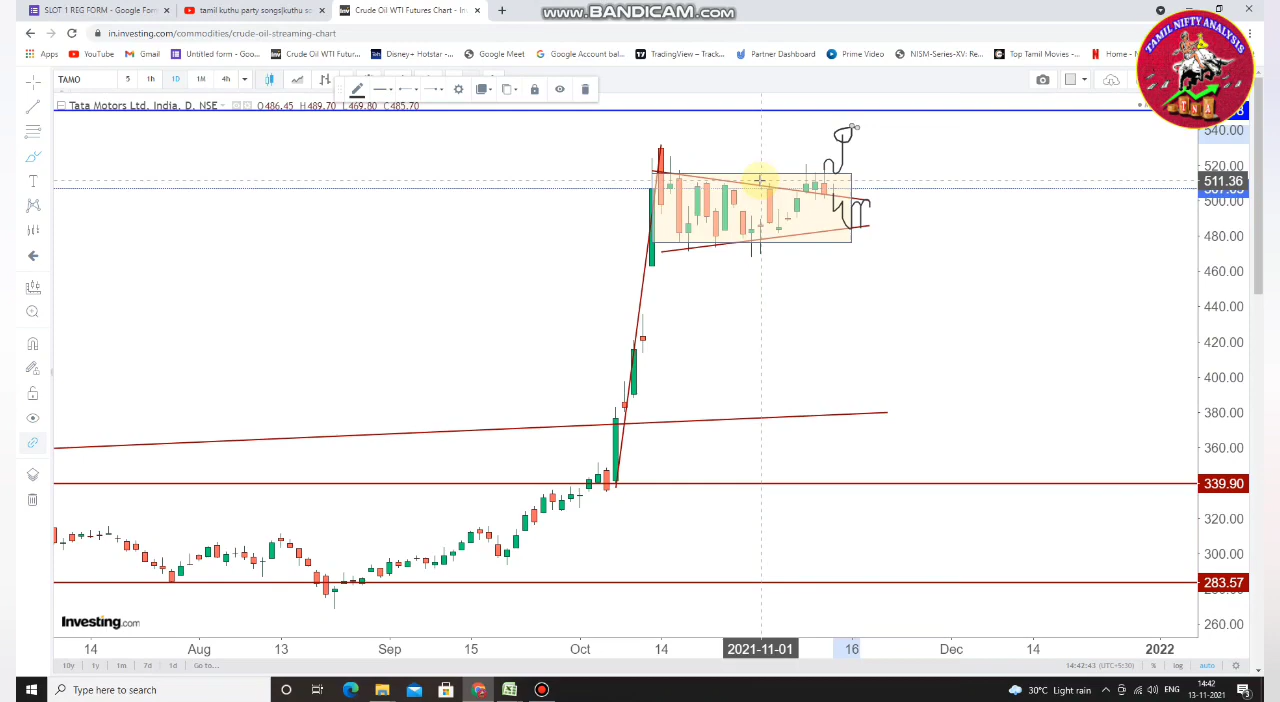 SLOT 1 REG FORM - Google Form
tamil kuthu party songs(kuthu so
Crude Oil WTI Futures Chart - In
www.BANDICAM.com
in.investing.com/commodities/crude-oil-streaming-chart
Apps
YouTube
Gmail
Untitled form - Goo...
Crude Oil WTI Futur...
Disney+ Hotstar -...
Google Meet
Google Account bal...
TradingView – Track...
Partner Dashboard
Prime Video
NISM-Series-XV: Re...
Top Tamil Movies -...
Home -
TAMIL NIFTY ANALYSIS
TSA
TAMO
5
1h
1D
1M
4h
Tata Motors Ltd, India, D, NSE
O486.45 H489.70 L469.80 C485.70
540.00
520.00
511.36
500.00
480.00
460.00
440.00
420.00
400.00
380.00
360.00
339.90
320.00
300.00
283.57
260.00
Investing.com
14
Aug
13
Sep
15
Oct
14
2021-11-01
16
Dec
14
2022
10y
1y
1m
7d
1d
Go to...
14:42:43 (UTC+5:30)
%
log
auto
Type here to search
30°C Light rain
ENG
14:42
13-11-2021
3